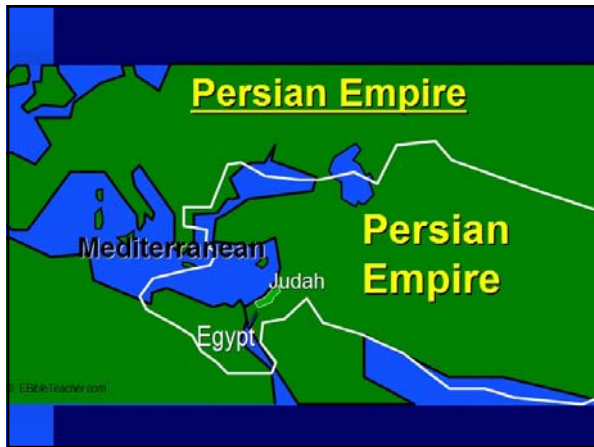 Persian Empire
Mediterranean
Persian
Empire
Judah
Egypt
© EBibleTeacher.com